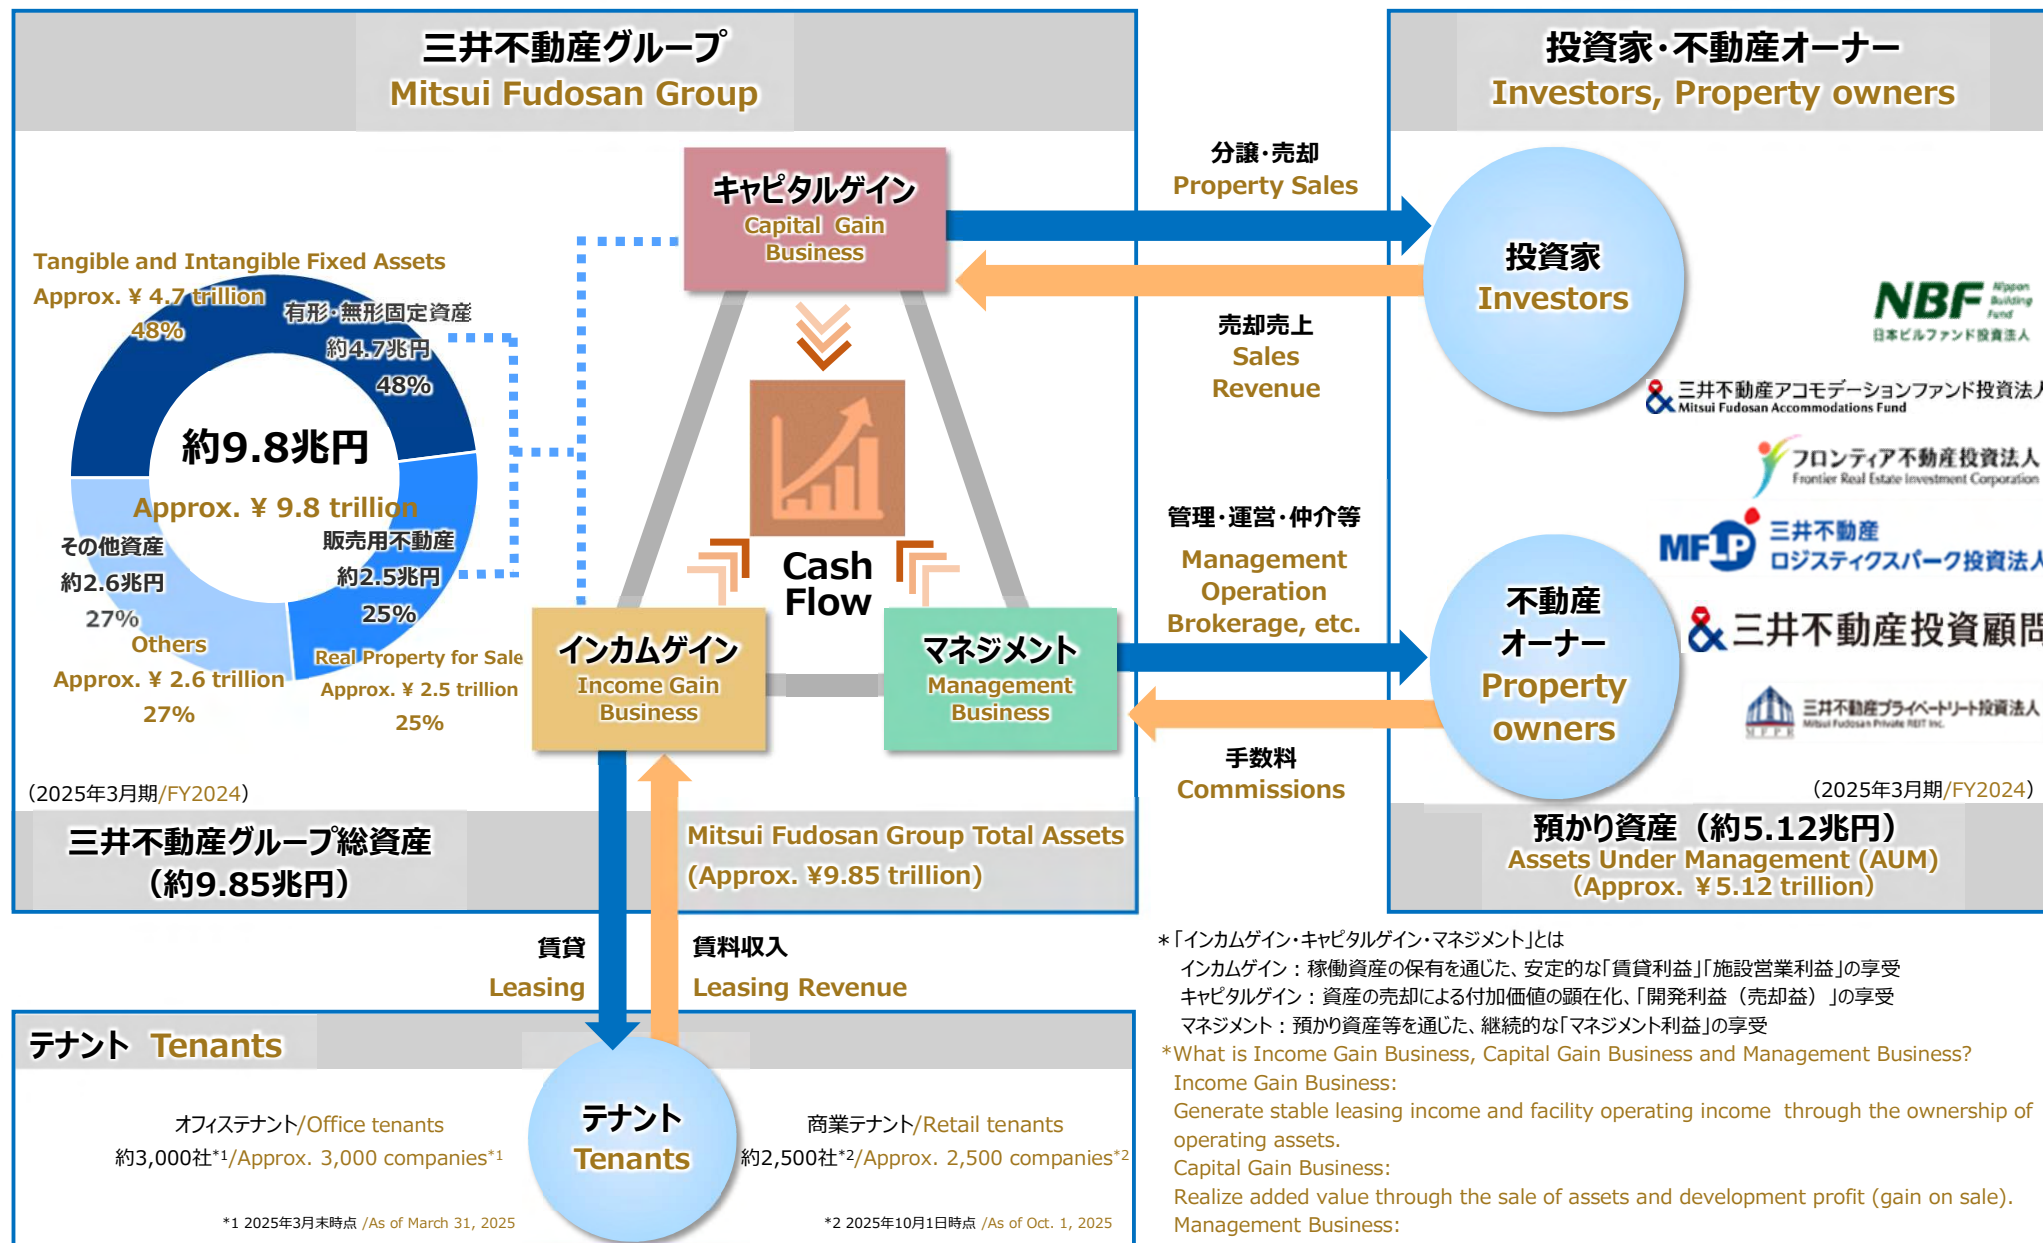 三井不動産グループ
Mitsui Fudosan Group
投資家・不動産オーナー
Investors, Property owners
キャピタルゲイン
Capital Gain
Business
分譲・売却
Property Sales
投資家
Investors
売却売上
Sales
Revenue
Tangible and Intangible Fixed Assets
Approx. ¥ 4.7 trillion
48%
有形・無形固定資産
約4.7兆円
48%
約9.8兆円
Approx. ¥ 9.8 trillion
その他資産
約2.6兆円
27%
Others
Approx. ¥ 2.6 trillion
27%
販売用不動産
約2.5兆円
25%
Real Property for Sale
Approx. ¥ 2.5 trillion
25%
Cash
Flow
インカムゲイン
Income Gain
Business
マネジメント
Management
Business
管理・運営・仲介等
Management
Operation
Brokerage, etc.
不動産
オーナー
Property
owners
手数料
Commissions
NBF Nippon
Building
Fund
日本ビルファンド投資法人
三井不動産アコモデーションファンド投資法人
Mitsui Fudosan Accommodations Fund
フロンティア不動産投資法人
Frontier Real Estate Investment Corporation
MFLP 三井不動産
ロジスティクスパーク投資法人
&三井不動産投資顧問
三井不動産プライベートリート投資法人
Mitsui Fudosan Private REIT Inc.
MFPR
(2025年3月期/FY2024)
(2025年3月期/FY2024)
三井不動産グループ総資産
(約9.85兆円)
Mitsui Fudosan Group Total Assets
(Approx. ¥9.85 trillion)
預かり資産（約5.12兆円）
Assets Under Management (AUM)
(Approx. ¥5.12 trillion)
賃貸
Leasing
賃料収入
Leasing Revenue
テナント Tenants
オフィステナント/Office tenants
約3,000社*1/Approx. 3,000 companies*1
*1 2025年3月末時点 /As of March 31, 2025
テナント
Tenants
商業テナント/Retail tenants
約2,500社*2/Approx. 2,500 companies*2
*2 2025年10月1日時点 /As of Oct. 1, 2025
＊「インカムゲイン・キャピタルゲイン・マネジメント」とは
インカムゲイン：稼働資産の保有を通じた、安定的な「賃貸利益」「施設営業利益」の享受
キャピタルゲイン：資産の売却による付加価値の顕在化、「開発利益（売却益）」の享受
マネジメント：預かり資産等を通じた、継続的な「マネジメント利益」の享受
*What is Income Gain Business, Capital Gain Business and Management Business?
Income Gain Business:
Generate stable leasing income and facility operating income through the ownership of
operating assets.
Capital Gain Business:
Realize added value through the sale of assets and development profit (gain on sale).
Management Business: